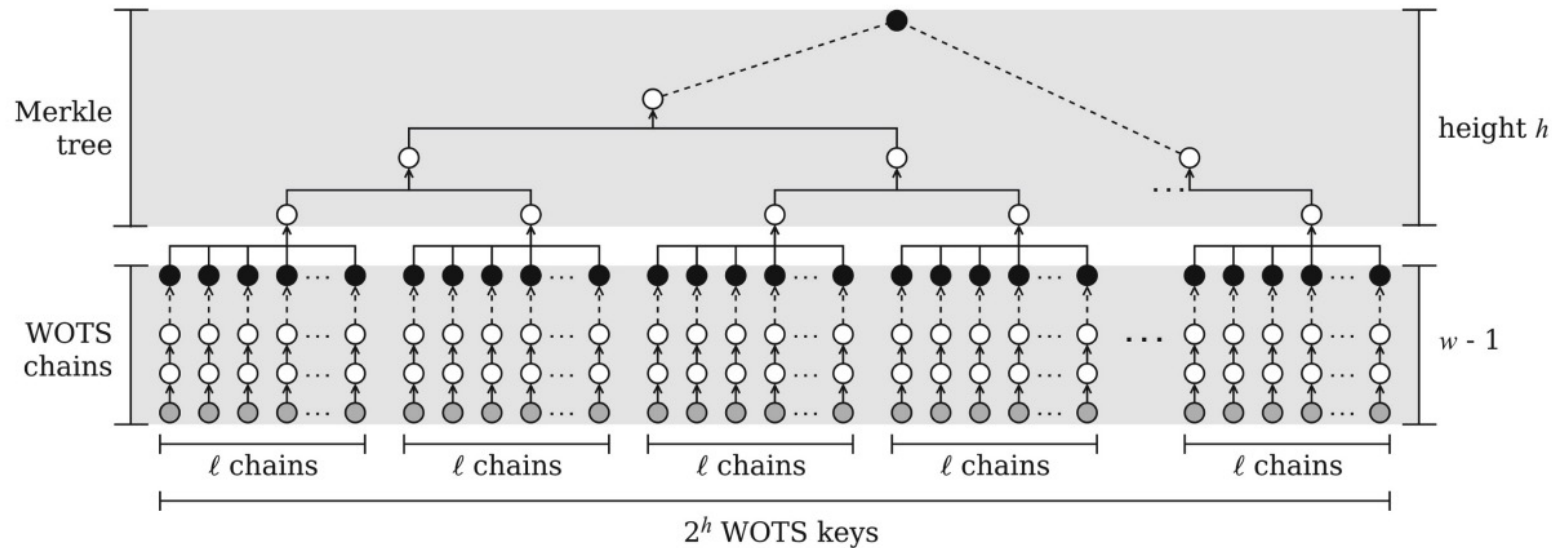 Merkle
tree
height h
...
WOTS
chains
w - 1
... ... ... ... ...
... ... ... ... ... ...
... ... ... ... ...
... ... ... ... ...
ℓ chains ℓ chains ℓ chains ℓ chains ℓ chains
2^h WOTS keys